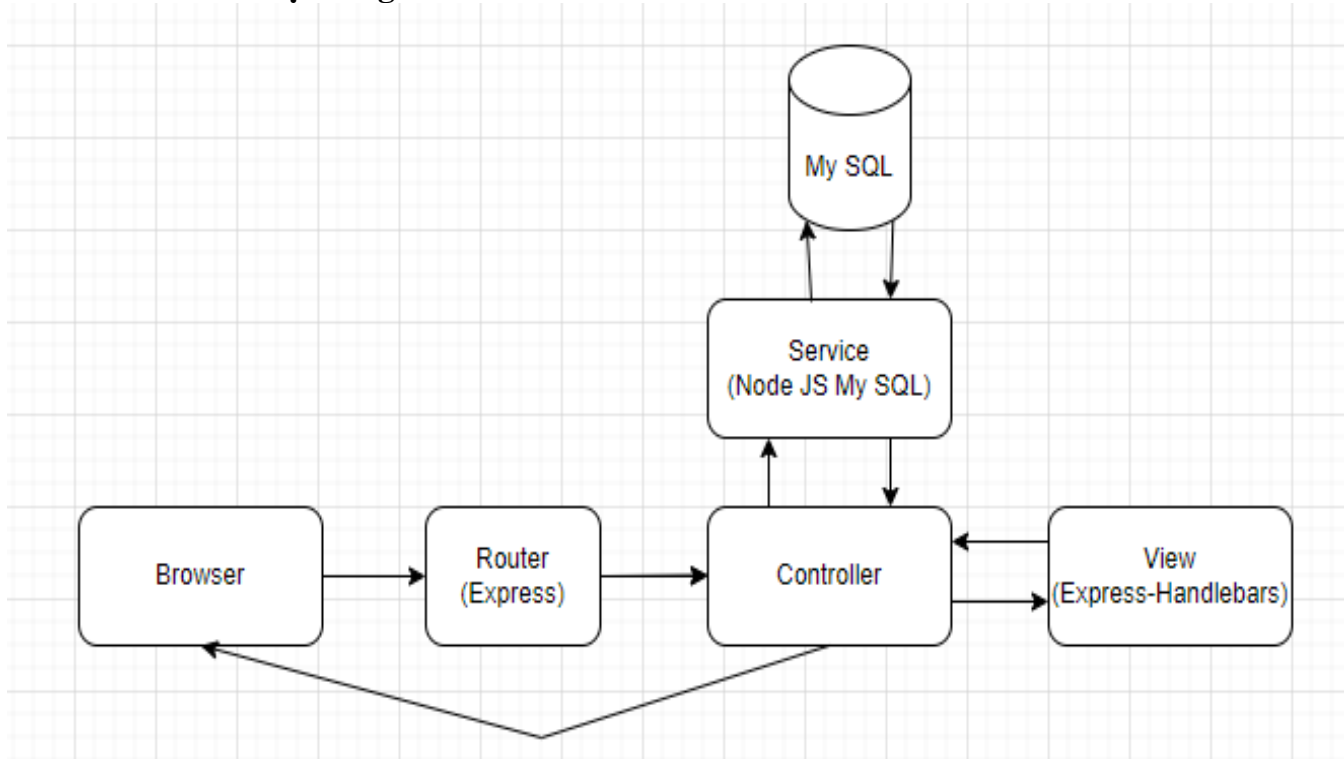 My SQL
Service
(Node JS My SQL)
Browser
Router
(Express)
Controller
View
(Express-Handlebars)